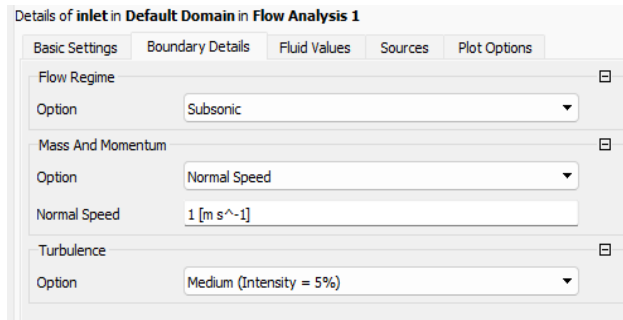 Details of inlet in Default Domain in Flow Analysis 1
Basic Settings Boundary Details Fluid Values Sources Plot Options
Flow Regime
Option Subsonic
Mass And Momentum
Option Normal Speed
Normal Speed 1 [m s^-1]
Turbulence
Option Medium (Intensity = 5%)